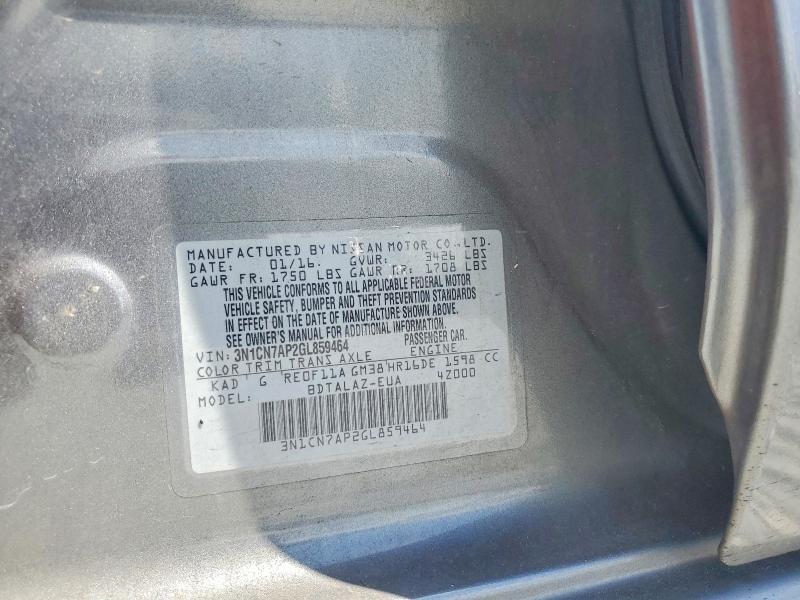 MANUFACTURED BY NISSAN MOTOR CO.,LTD.
DATE: 01/16. GVWR: 3426 LBS
GAWR FR: 1750 LBS GAWR RR: 1708 LBS
THIS VEHICLE CONFORMS TO ALL APPLICABLE FEDERAL MOTOR
VEHICLE SAFETY, BUMPER AND THEFT PREVENTION STANDARDS
IN EFFECT ON THE DATE OF MANUFACTURE SHOWN ABOVE.
SEE OWNER'S MANUAL FOR ADDITIONAL INFORMATION.
VIN: 3N1CN7AP2GL859464 PASSENGER CAR.
COLOR TRIM TRANS AXLE ENGINE
KAD G RE0F11A GM38 HR16DE 1598 CC
MODEL: BDTALAZ-EUA 4Z000
3N1CN7AP2GL859464